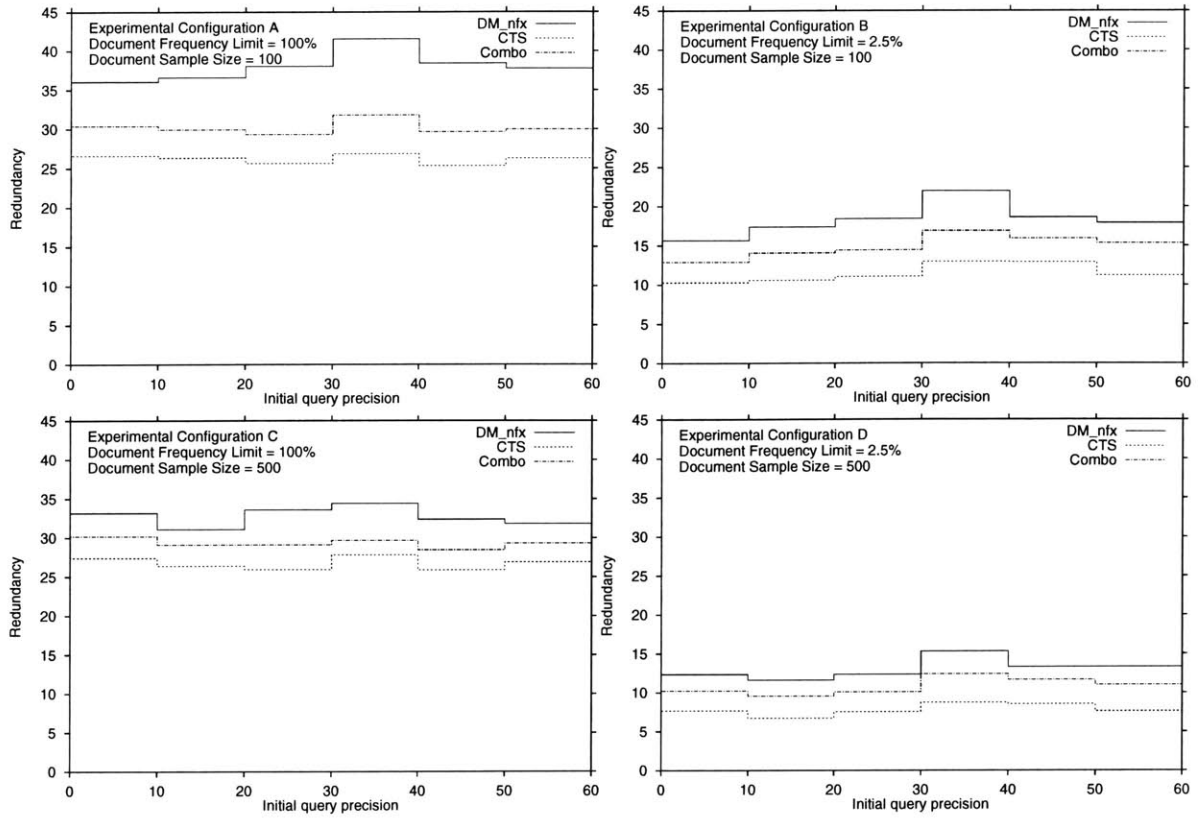 45
40
35
30
25
20
15
10
5
0
Redundancy
Experimental Configuration A
Document Frequency Limit = 100%
Document Sample Size = 100
DM_nfx
CTS
Combo
0 10 20 30 40 50 60
Initial query precision
45
40
35
30
25
20
15
10
5
0
Redundancy
Experimental Configuration B
Document Frequency Limit = 2.5%
Document Sample Size = 100
DM_nfx
CTS
Combo
0 10 20 30 40 50 60
Initial query precision
45
40
35
30
25
20
15
10
5
0
Redundancy
Experimental Configuration C
Document Frequency Limit = 100%
Document Sample Size = 500
DM_nfx
CTS
Combo
0 10 20 30 40 50 60
Initial query precision
45
40
35
30
25
20
15
10
5
0
Redundancy
Experimental Configuration D
Document Frequency Limit = 2.5%
Document Sample Size = 500
DM_nfx
CTS
Combo
0 10 20 30 40 50 60
Initial query precision